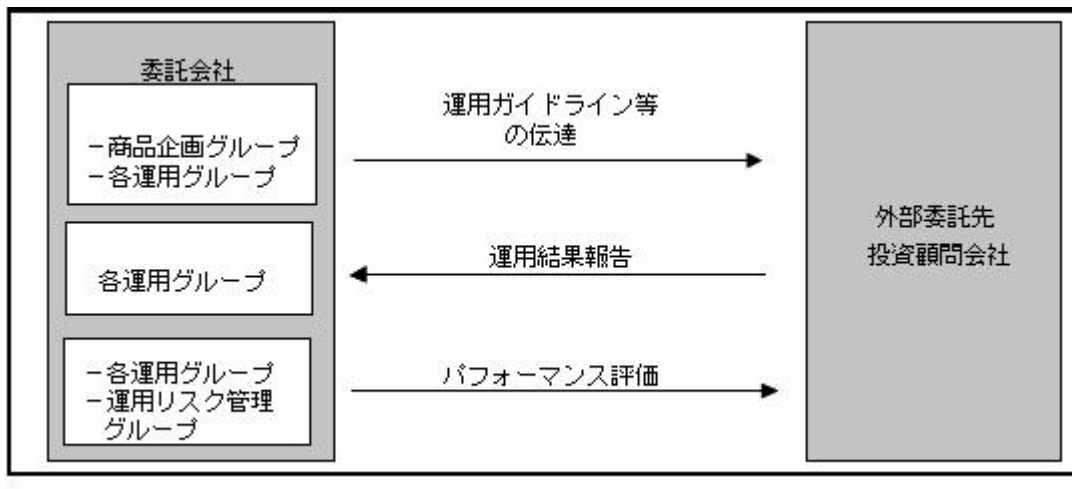 委託会社
－商品企画グループ
－各運用グループ
運用ガイドライン等
の伝達
各運用グループ
運用結果報告
－各運用グループ
－運用リスク管理
グループ
パフォーマンス評価
外部委託先
投資顧問会社